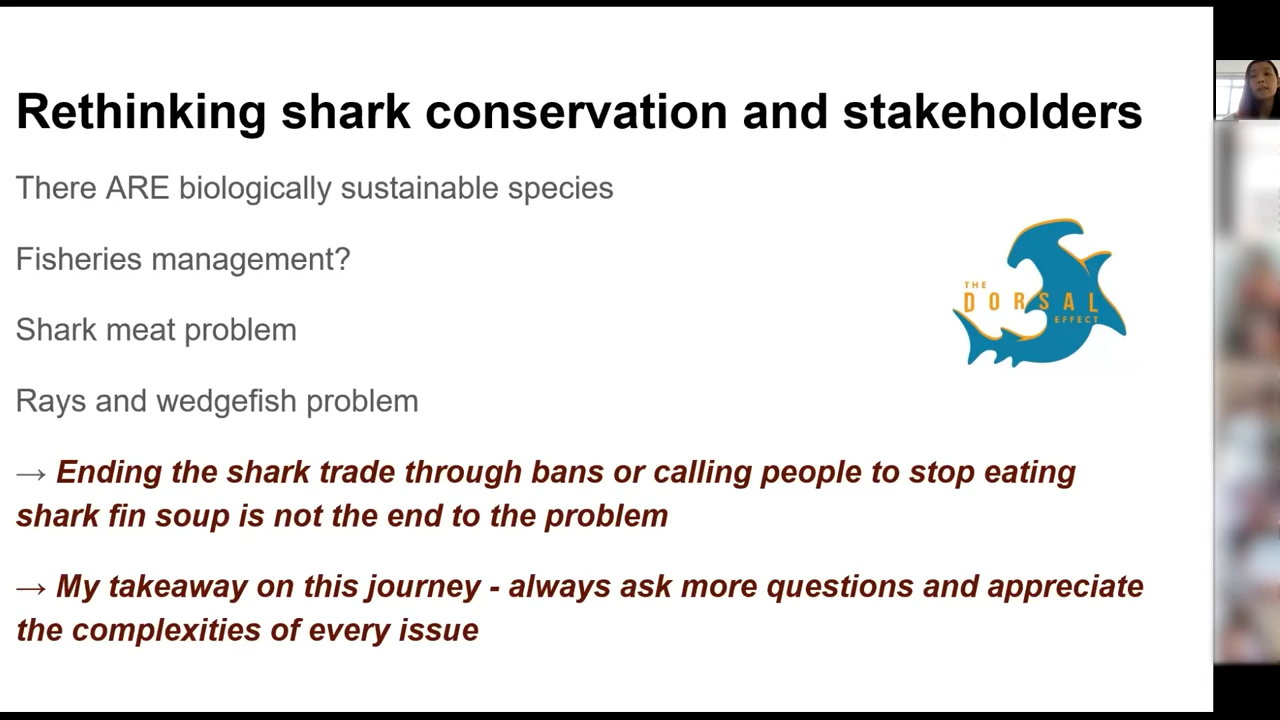 Rethinking shark conservation and stakeholders
There ARE biologically sustainable species
Fisheries management?
THE
DORSAL
EFFECT
Shark meat problem
Rays and wedgefish problem
→ Ending the shark trade through bans or calling people to stop eating
shark fin soup is not the end to the problem
→ My takeaway on this journey - always ask more questions and appreciate
the complexities of every issue